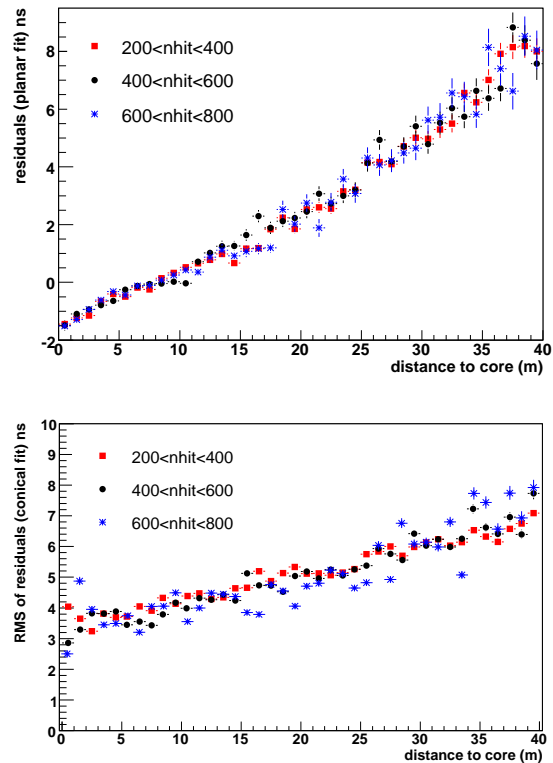 residuals (planar fit) ns
8
6
4
2
0
-2
200<nhit<400
400<nhit<600
600<nhit<800
0 5 10 15 20 25 30 35 40
distance to core (m)
RMS of residuals (conical fit) ns
10
9
8
7
6
5
4
3
2
1
0
200<nhit<400
400<nhit<600
600<nhit<800
0 5 10 15 20 25 30 35 40
distance to core (m)